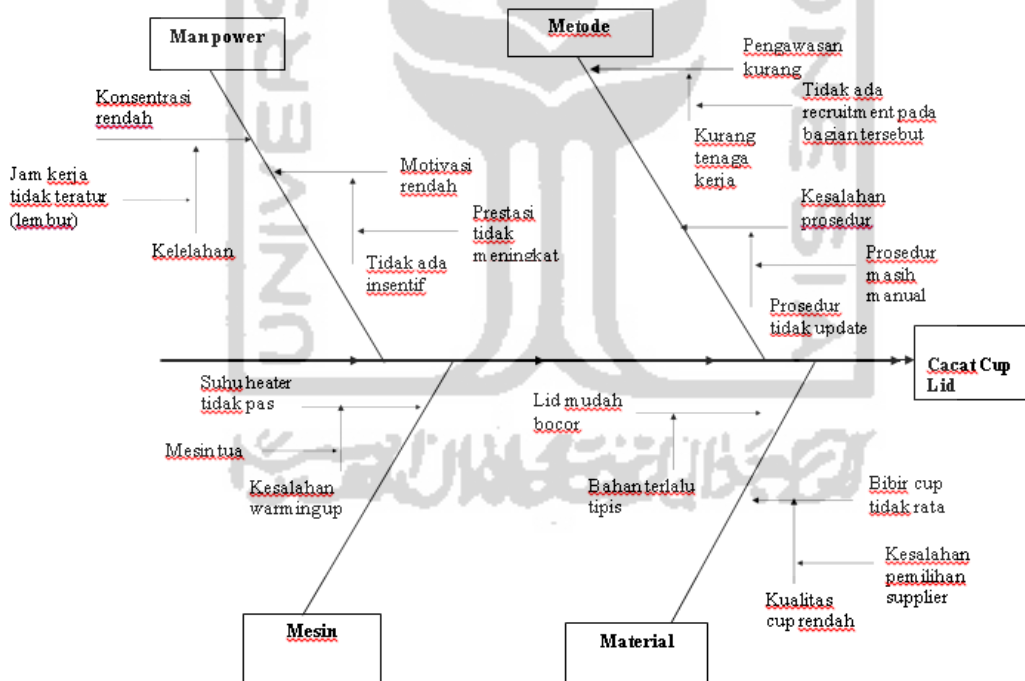 Manpower
Metode
Konsentrasi
rendah
Jam kerja
tidak teratur
(lembur)
Kelelahan
Motivasi
rendah
Prestasi
tidak
meningkat
Tidak ada
insentif
Pengawasan
kurang
Tidak ada
recruitment pada
bagian tersebut
Kurang
tenaga
kerja
Kesalahan
prosedur
Prosedur
masih
manual
Prosedur
tidak update
Cacat Cup
Lid
Suhu heater
tidak pas
Mesin tua
Kesalahan
warming up
Lid mudah
bocor
Bahan terlalu
tipis
Bibir cup
tidak rata
Kesalahan
pemilihan
supplier
Kualitas
cup rendah
Mesin
Material